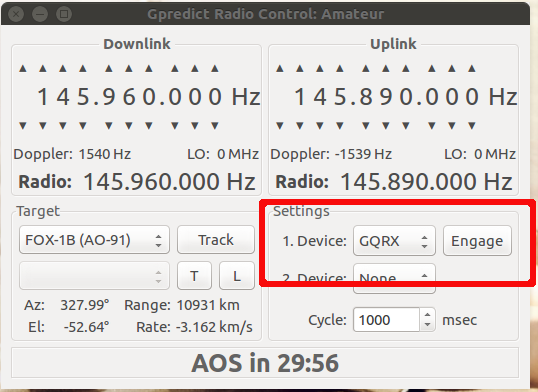 Gpredict Radio Control: Amateur
Downlink
Uplink
145.960.000 Hz
145.890.000 Hz
Doppler: 1540 Hz LO: 0 MHz
Doppler: -1539 Hz LO: 0 MHz
Radio: 145.960.000 Hz
Radio: 145.890.000 Hz
Target
FOX-1B (AO-91) Track
T L
Az: 327.99° Range: 10931 km
El: -52.64° Rate: -3.162 km/s
Settings
1. Device: GQRX Engage
2. Device: None
Cycle: 1000 msec
AOS in 29:56